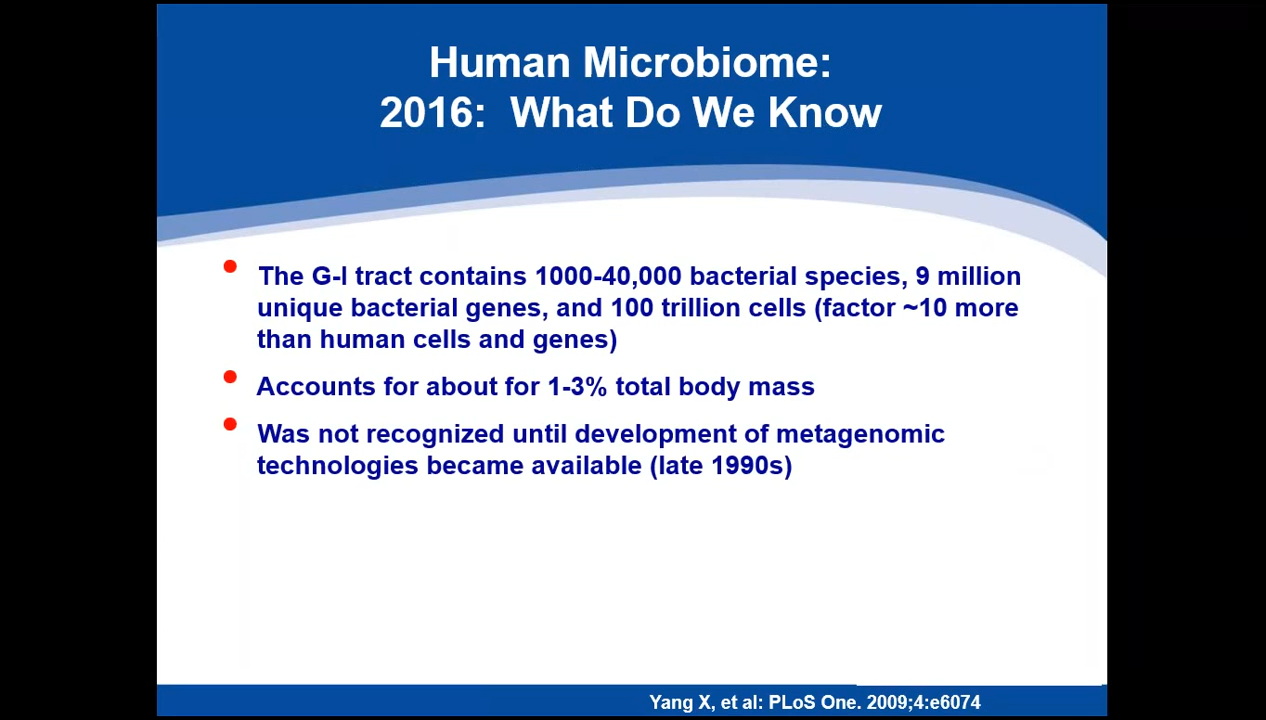 Human Microbiome:
2016: What Do We Know
• The G-I tract contains 1000-40,000 bacterial species, 9 million
unique bacterial genes, and 100 trillion cells (factor ~10 more
than human cells and genes)
• Accounts for about for 1-3% total body mass
• Was not recognized until development of metagenomic
technologies became available (late 1990s)
Yang X, et al: PLoS One. 2009;4:e6074